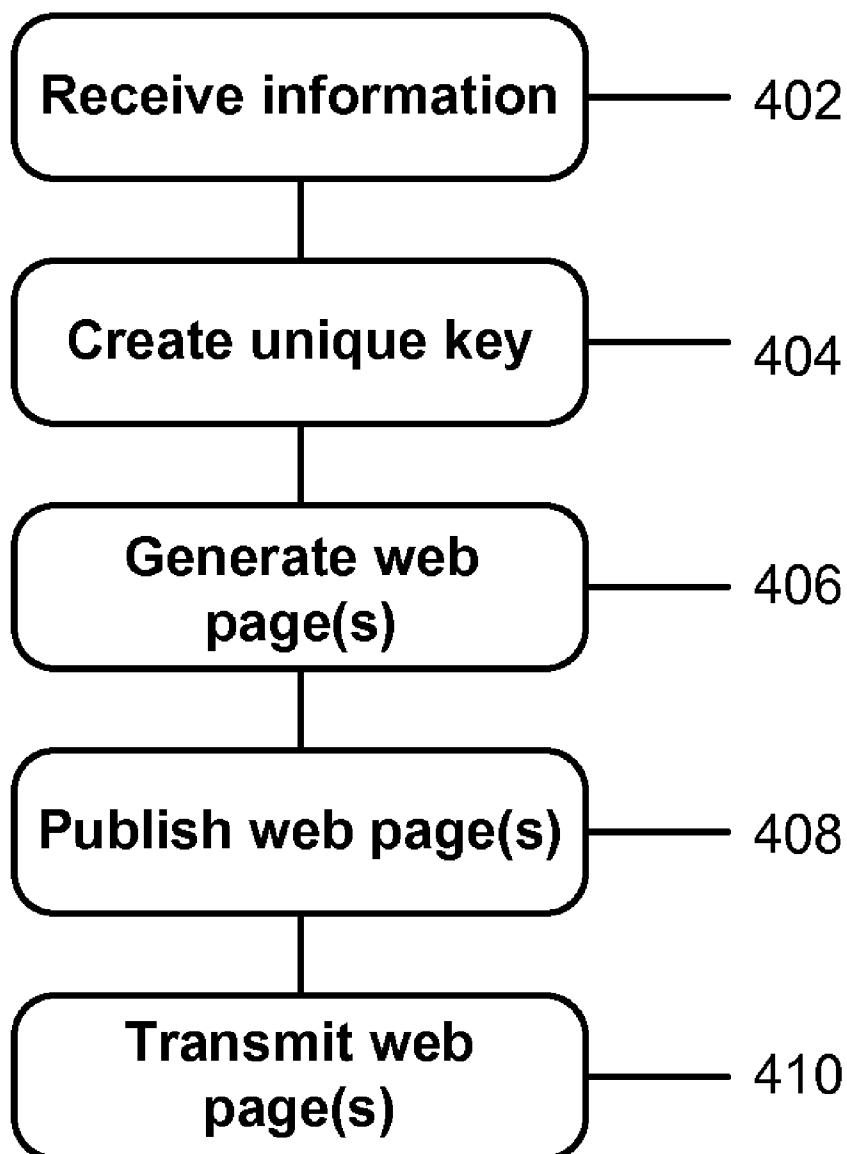 Receive information
402
Create unique key
404
Generate web
page(s)
406
Publish web page(s)
408
Transmit web
page(s)
410